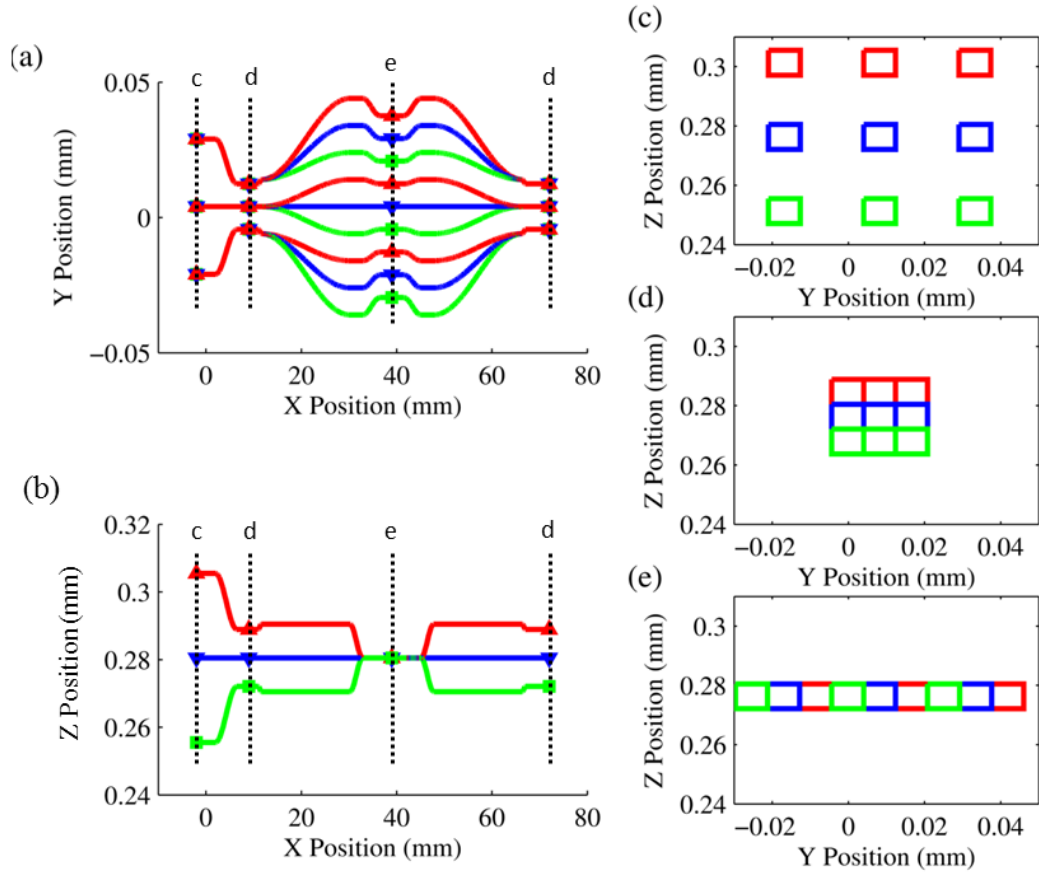 (a)
c
d
e
d
0.05
0
−0.05
Y Position (mm)
0
20
40
60
80
X Position (mm)
(b)
c
d
e
d
0.32
0.3
0.28
0.26
0.24
Z Position (mm)
0
20
40
60
80
X Position (mm)
(c)
0.3
0.28
0.26
0.24
Z Position (mm)
−0.02
0
0.02
0.04
Y Position (mm)
(d)
0.3
0.28
0.26
0.24
Z Position (mm)
−0.02
0
0.02
0.04
Y Position (mm)
(e)
0.3
0.28
0.26
0.24
Z Position (mm)
−0.02
0
0.02
0.04
Y Position (mm)